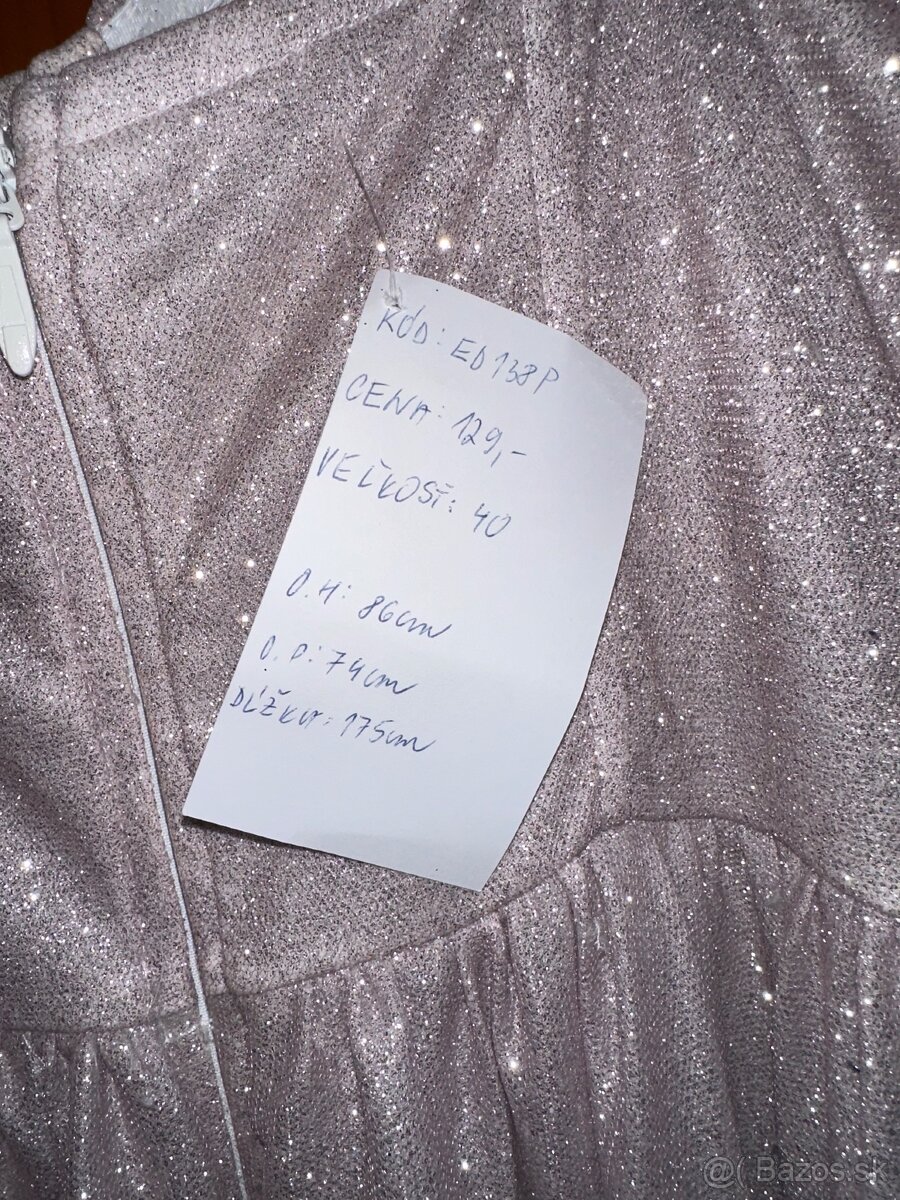 KÓD: ED138P
CENA: 129,-
VEĽKOSŤ: 40
O.H: 86cm
O.P: 74cm
DĹŽKA: 175cm
@( Bazos.sk